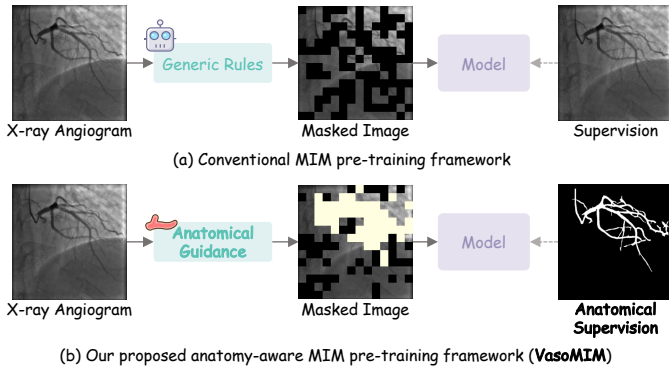 Generic Rules
Model
X-ray Angiogram
Masked Image
Supervision
(a) Conventional MIM pre-training framework
Anatomical
Guidance
Model
X-ray Angiogram
Masked Image
Anatomical
Supervision
(b) Our proposed anatomy-aware MIM pre-training framework (VasoMIM)